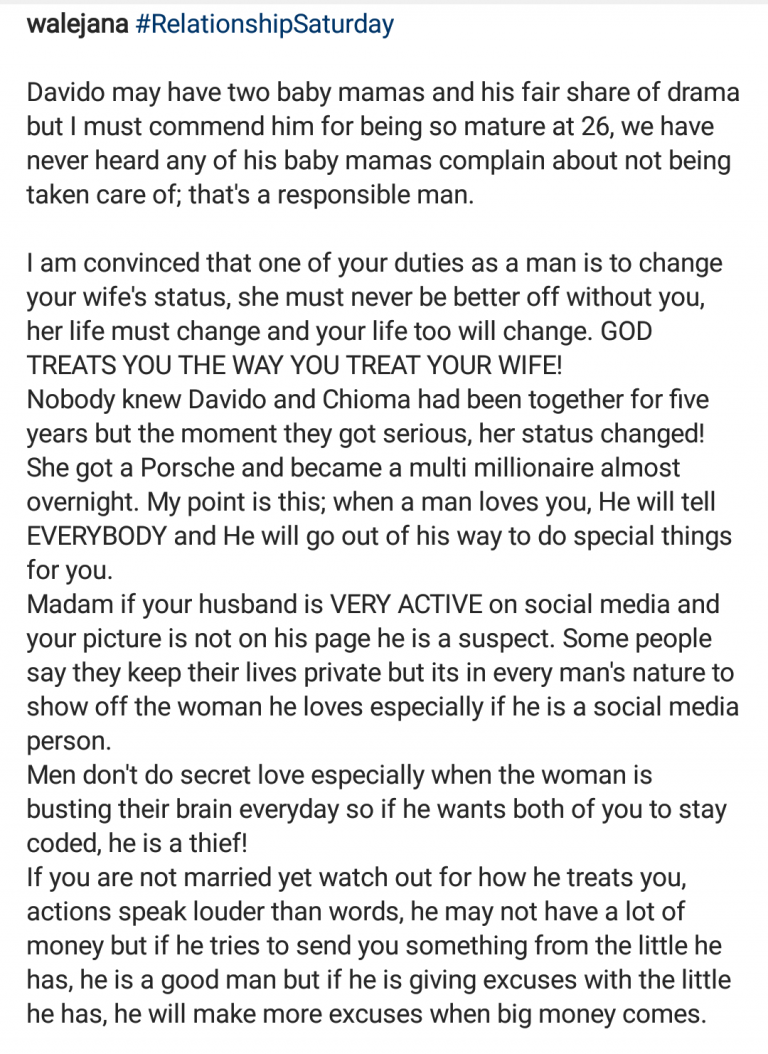 walejana #RelationshipSaturday
Davido may have two baby mamas and his fair share of drama
but I must commend him for being so mature at 26, we have
never heard any of his baby mamas complain about not being
taken care of; that's a responsible man.
I am convinced that one of your duties as a man is to change
your wife's status, she must never be better off without you,
her life must change and your life too will change. GOD
TREATS YOU THE WAY YOU TREAT YOUR WIFE!
Nobody knew Davido and Chioma had been together for five
years but the moment they got serious, her status changed!
She got a Porsche and became a multi millionaire almost
overnight. My point is this; when a man loves you, He will tell
EVERYBODY and He will go out of his way to do special things
for you.
Madam if your husband is VERY ACTIVE on social media and
your picture is not on his page he is a suspect. Some people
say they keep their lives private but its in every man's nature to
show off the woman he loves especially if he is a social media
person.
Men don't do secret love especially when the woman is
busting their brain everyday so if he wants both of you to stay
coded, he is a thief!
If you are not married yet watch out for how he treats you,
actions speak louder than words, he may not have a lot of
money but if he tries to send you something from the little he
has, he is a good man but if he is giving excuses with the little
he has, he will make more excuses when big money comes.